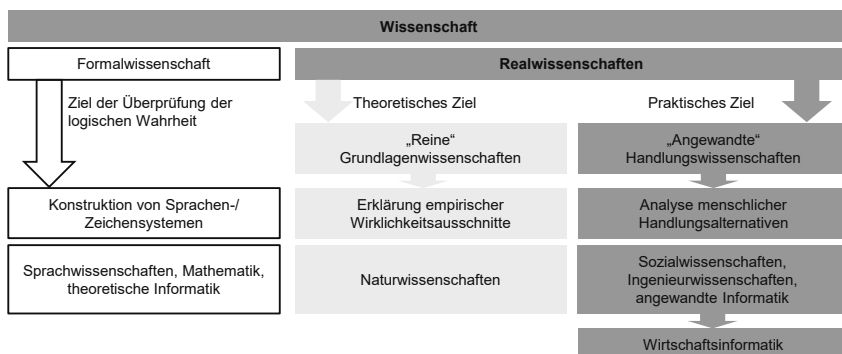 Wissenschaft
Formalwissenschaft
Realwissenschaften
Ziel der Überprüfung der
logischen Wahrheit
Theoretisches Ziel
Praktisches Ziel
„Reine“
Grundlagenwissenschaften
„Angewandte“
Handlungswissenschaften
Konstruktion von Sprachen-/
Zeichensystemen
Erklärung empirischer
Wirklichkeitsausschnitte
Analyse menschlicher
Handlungsalternativen
Sprachwissenschaften, Mathematik,
theoretische Informatik
Naturwissenschaften
Sozialwissenschaften,
Ingenieurwissenschaften,
angewandte Informatik
Wirtschaftsinformatik